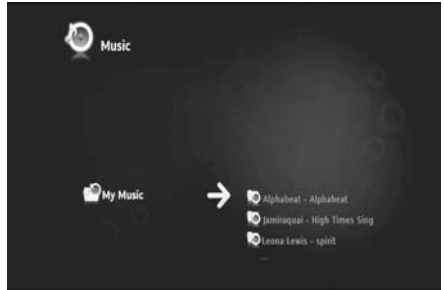 Music
My Music
Alphabeat - Alphabeat
Jamiroquai - High Times Sing
Leona Lewis - spirit